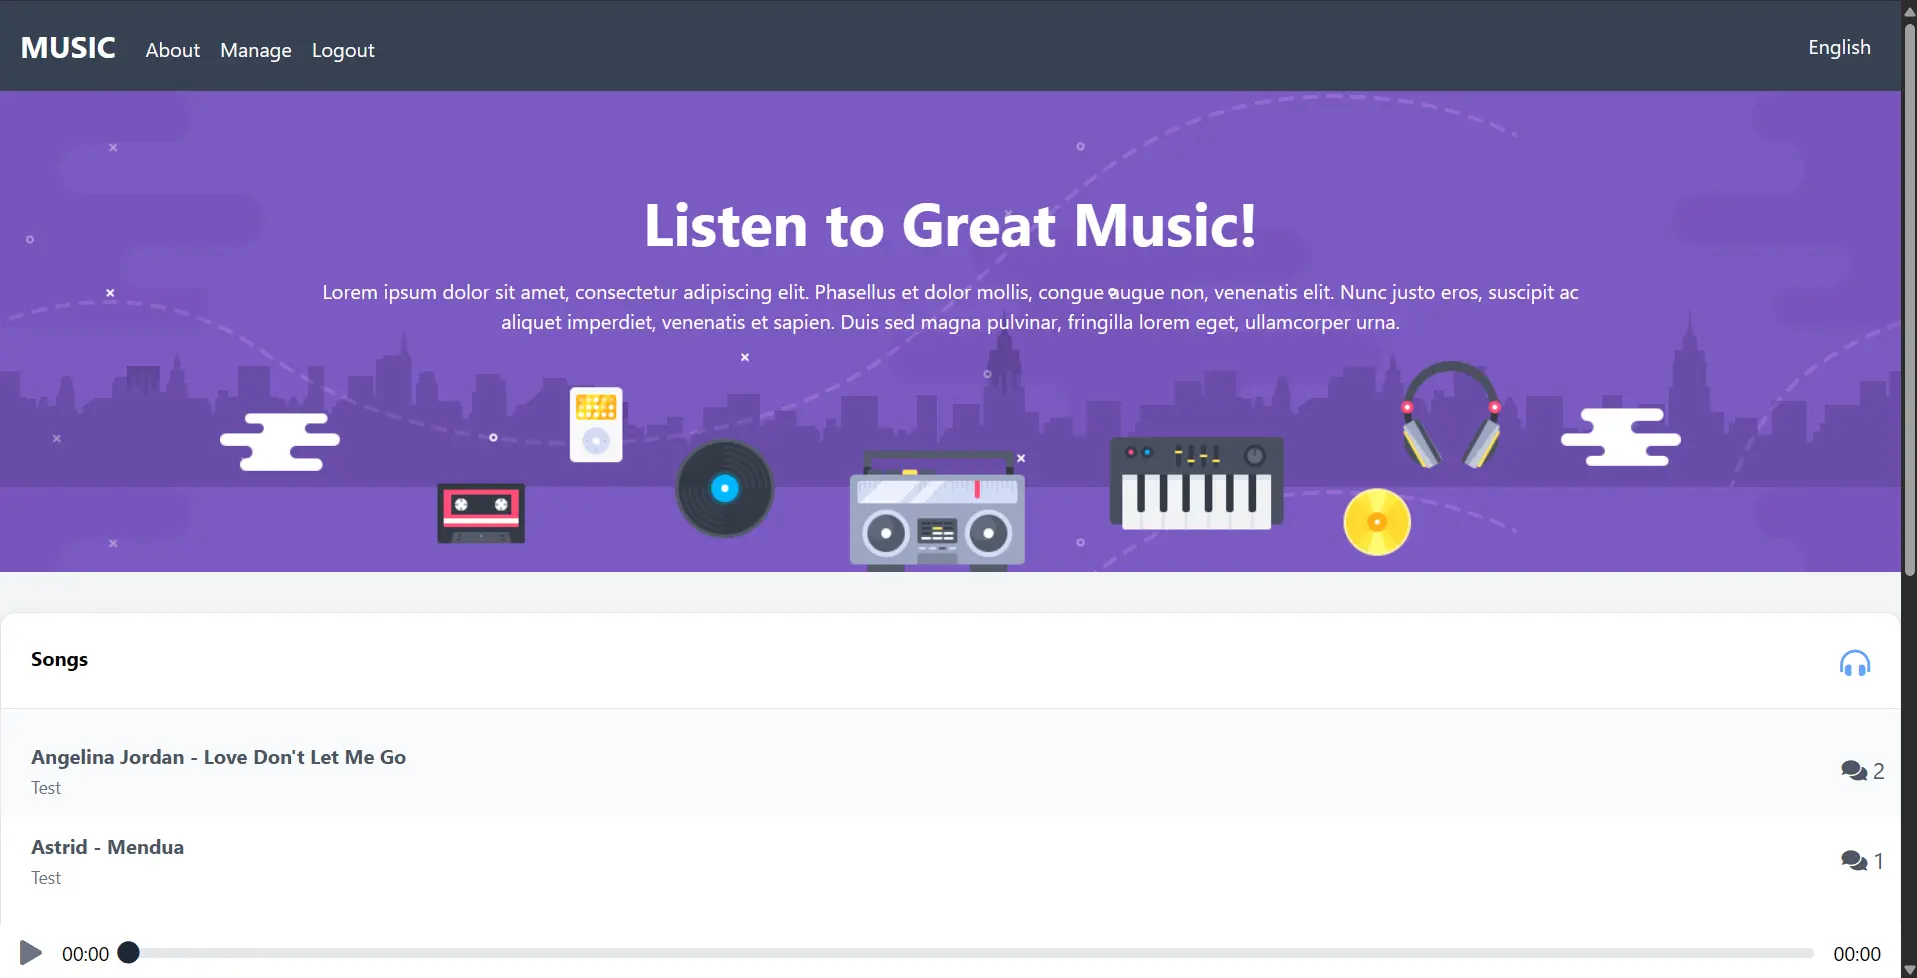 MUSIC About Manage Logout English
Listen to Great Music!
Lorem ipsum dolor sit amet, consectetur adipiscing elit. Phasellus et dolor mollis, congue augue non, venenatis elit. Nunc justo eros, suscipit ac
aliquet imperdiet, venenatis et sapien. Duis sed magna pulvinar, fringilla lorem eget, ullamcorper urna.
Songs
Angelina Jordan - Love Don't Let Me Go
Test
2
Astrid - Mendua
Test
1
00:00 00:00